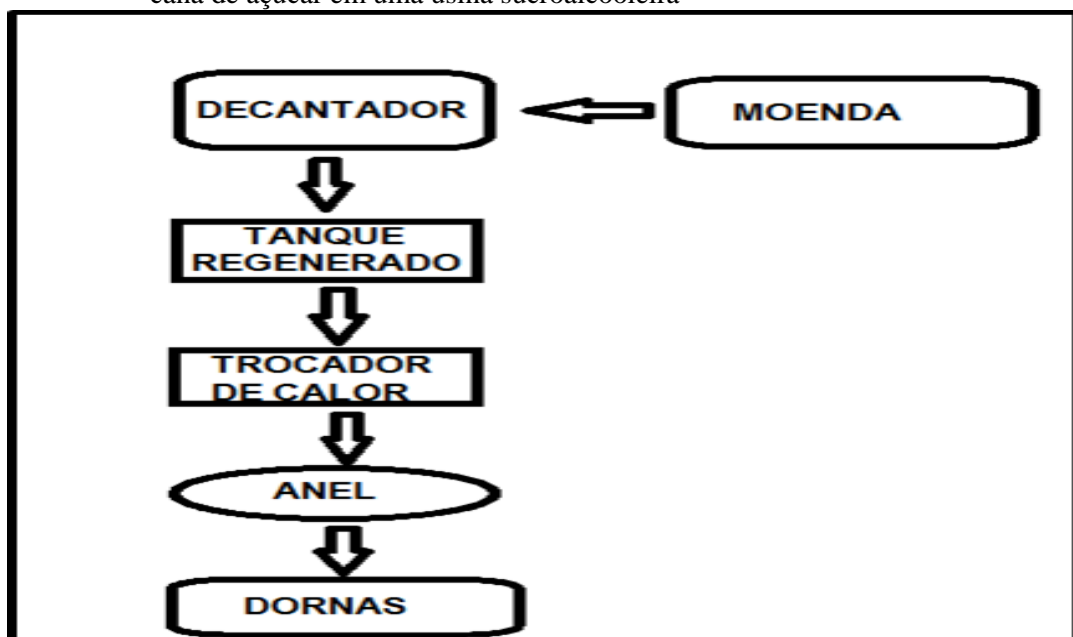 cana de açúcar em uma usina sucroalcooleira
DECANTADOR
MOENDA
TANQUE
REGENERADO
TROCADOR
DE CALOR
ANEL
DORNAS